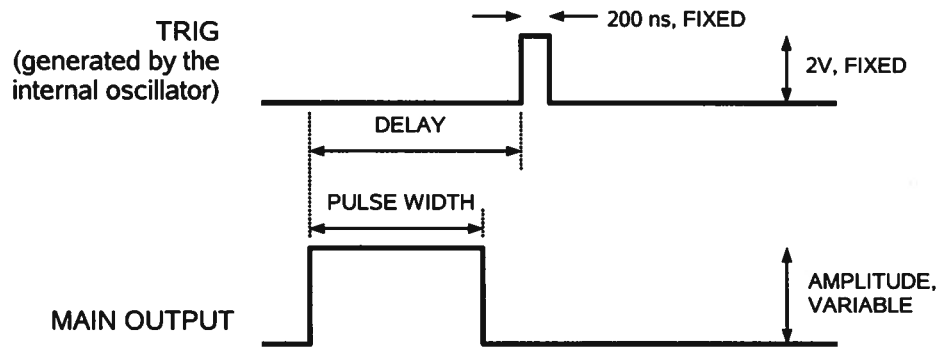 200 ns, FIXED
TRIG
(generated by the
internal oscillator)
2V, FIXED
DELAY
PULSE WIDTH
AMPLITUDE,
VARIABLE
MAIN OUTPUT